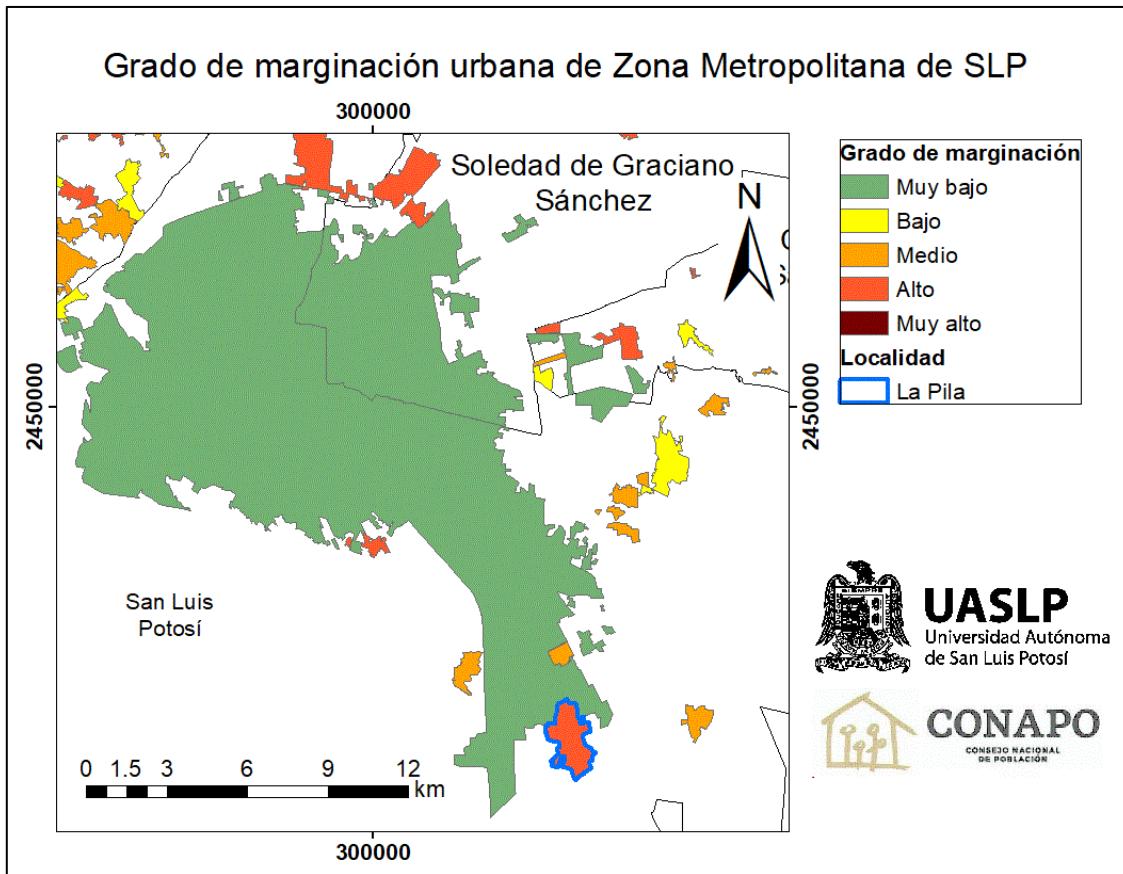 Grado de marginación urbana de Zona Metropolitana de SLP
300000
Soledad de Graciano
Sánchez
N
2450000
2450000
San Luis
Potosí
0 1.5 3 6 9 12
km
300000
Grado de marginación
Muy bajo
Bajo
Medio
Alto
Muy alto
Localidad
La Pila
UASLP
Universidad Autónoma
de San Luis Potosí
CONAPO
CONSEJO NACIONAL
DE POBLACIÓN